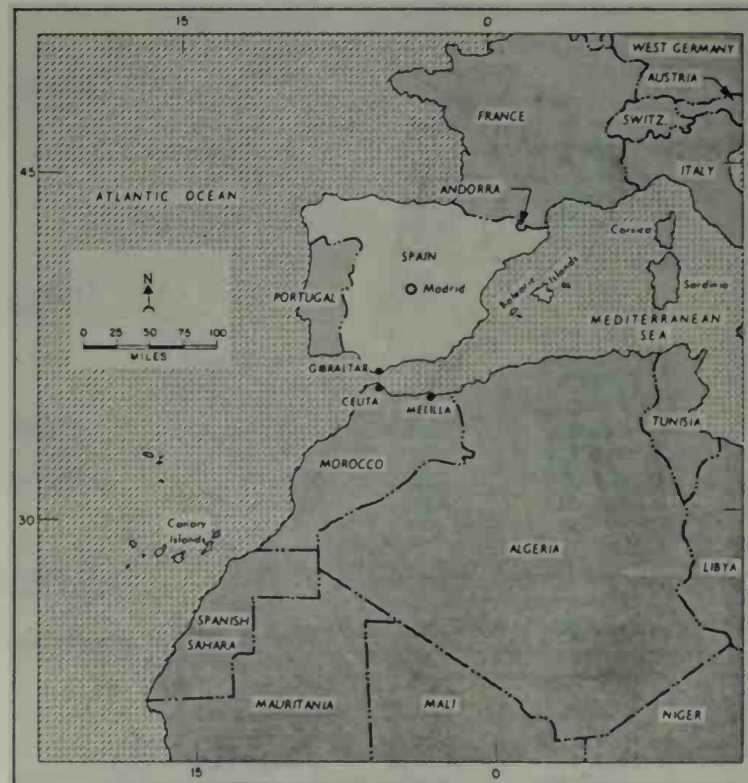 15 0
WEST GERMANY
AUSTRIA
FRANCE
SWITZ.
45
ITALY
ANDORRA
ATLANTIC OCEAN
Corsica
SPAIN
N
Madrid
Balearic Islands
Sardinia
PORTUGAL
0 25 50 75 100
MILES
MEDITERRANEAN
SEA
GIBRALTAR
CEUTA
MELILLA
TUNISIA
MOROCCO
30
Canary
Islands
ALGERIA
LIBYA
SPANISH
SAHARA
MAURITANIA
MALI
NIGER
15 0